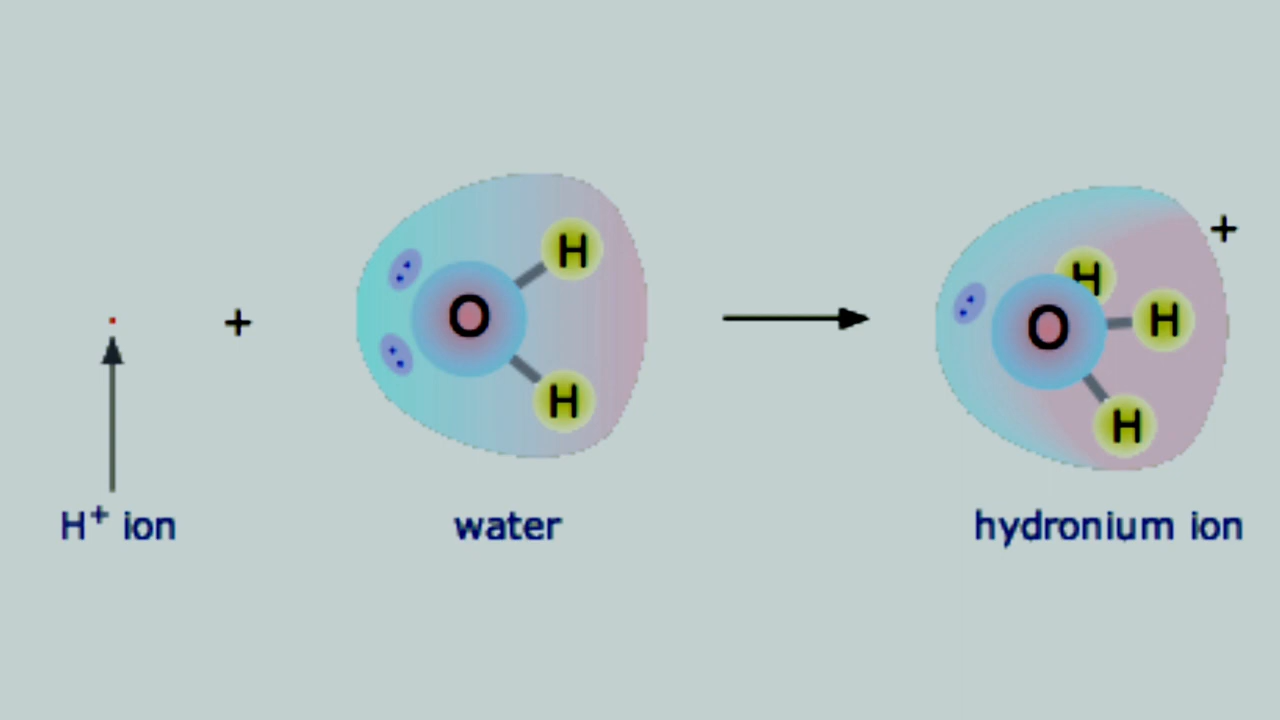 +
H
H
O
+
H
H
O
H
H⁺ ion
water
hydronium ion